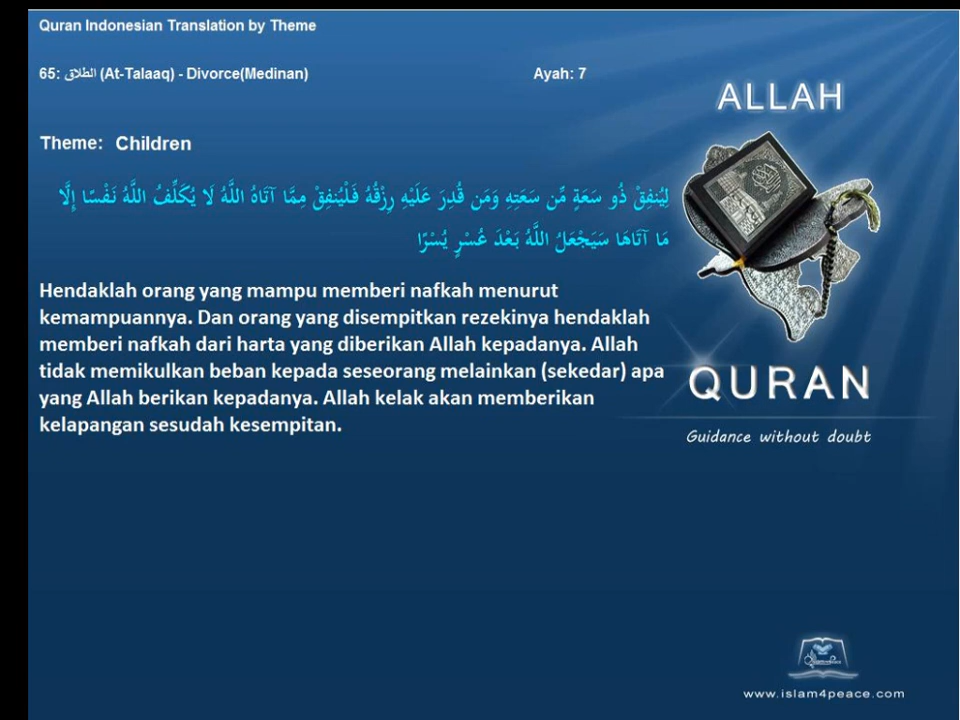 Quran Indonesian Translation by Theme
65: الطلاق (At-Talaaq) - Divorce(Medinan)
Ayah: 7
Theme: Children
لِيُنفِقْ ذُو سَعَةٍ مِّن سَعَتِهِ وَمَن قُدِرَ عَلَيْهِ رِزْقُهُ فَلْيُنفِقْ مِمَّا آتَاهُ اللَّهُ لَا يُكَلِّفُ اللَّهُ نَفْسًا إِلَّا
مَا آتَاهَا سَيَجْعَلُ اللَّهُ بَعْدَ عُسْرٍ يُسْرًا
Hendaklah orang yang mampu memberi nafkah menurut
kemampuannya. Dan orang yang disempitkan rezekinya hendaklah
memberi nafkah dari harta yang diberikan Allah kepadanya. Allah
tidak memikulkan beban kepada seseorang melainkan (sekedar) apa
yang Allah berikan kepadanya. Allah kelak akan memberikan
kelapangan sesudah kesempitan.
ALLAH
QURAN
Guidance without doubt
www.islam4peace.com